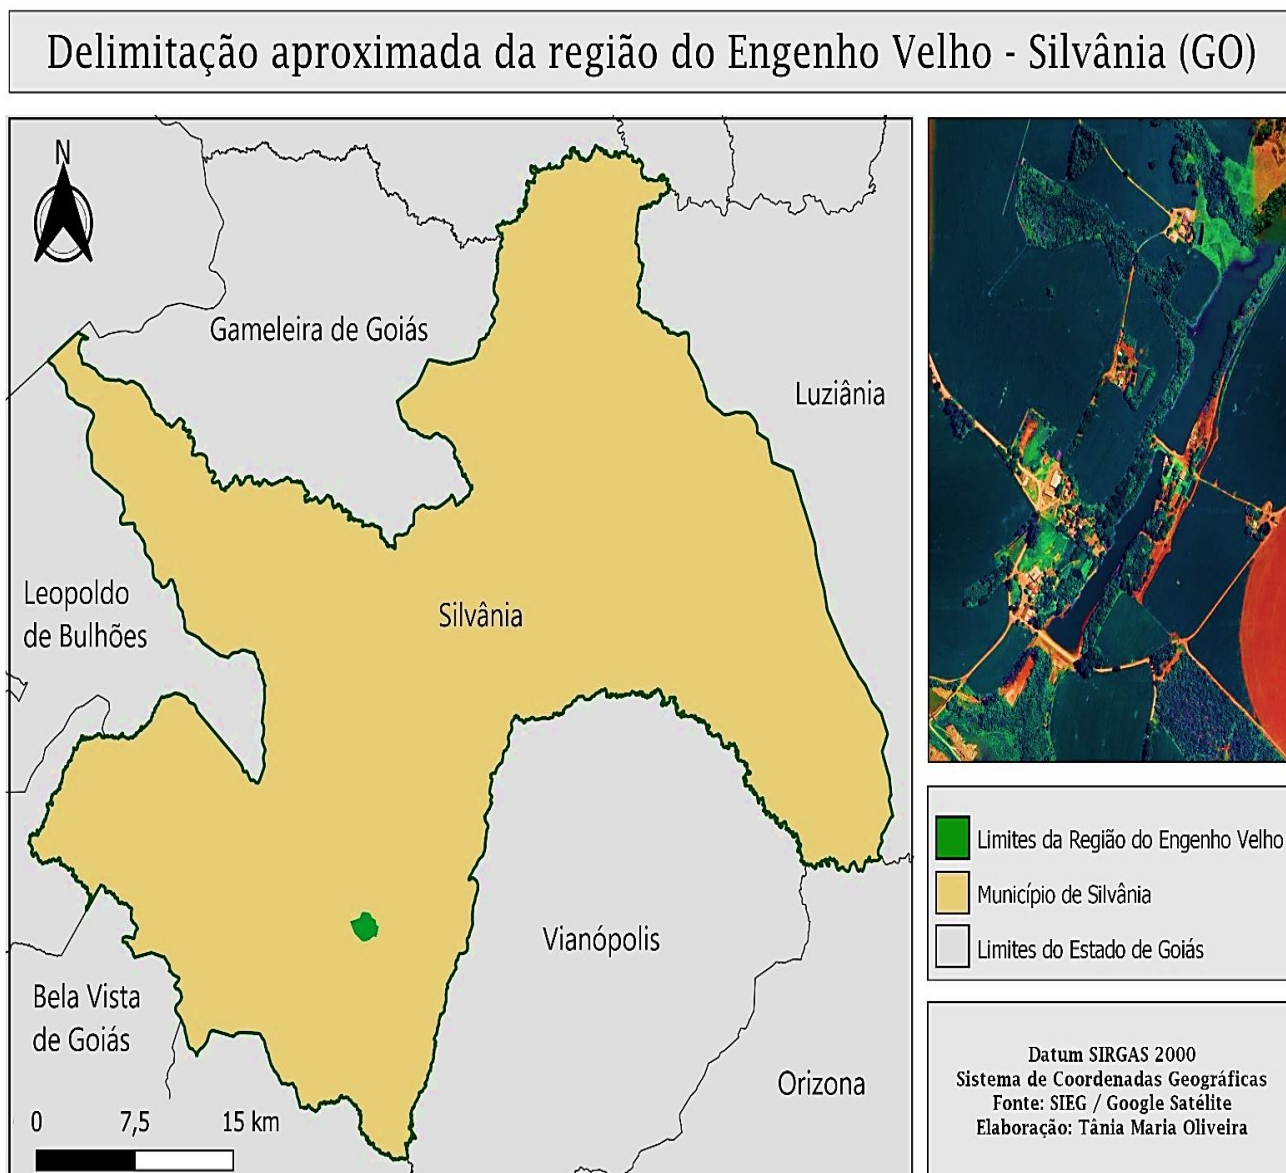 Delimitação aproximada da região do Engenho Velho - Silvânia (GO)
N
Gameleira de Goiás
Luziânia
Leopoldo
de Bulhões
Silvânia
Vianópolis
Bela Vista
de Goiás
Orizona
0 7,5 15 km
Limites da Região do Engenho Velho
Município de Silvânia
Limites do Estado de Goiás
Datum SIRGAS 2000
Sistema de Coordenadas Geográficas
Fonte: SIEG / Google Satélite
Elaboração: Tânia Maria Oliveira